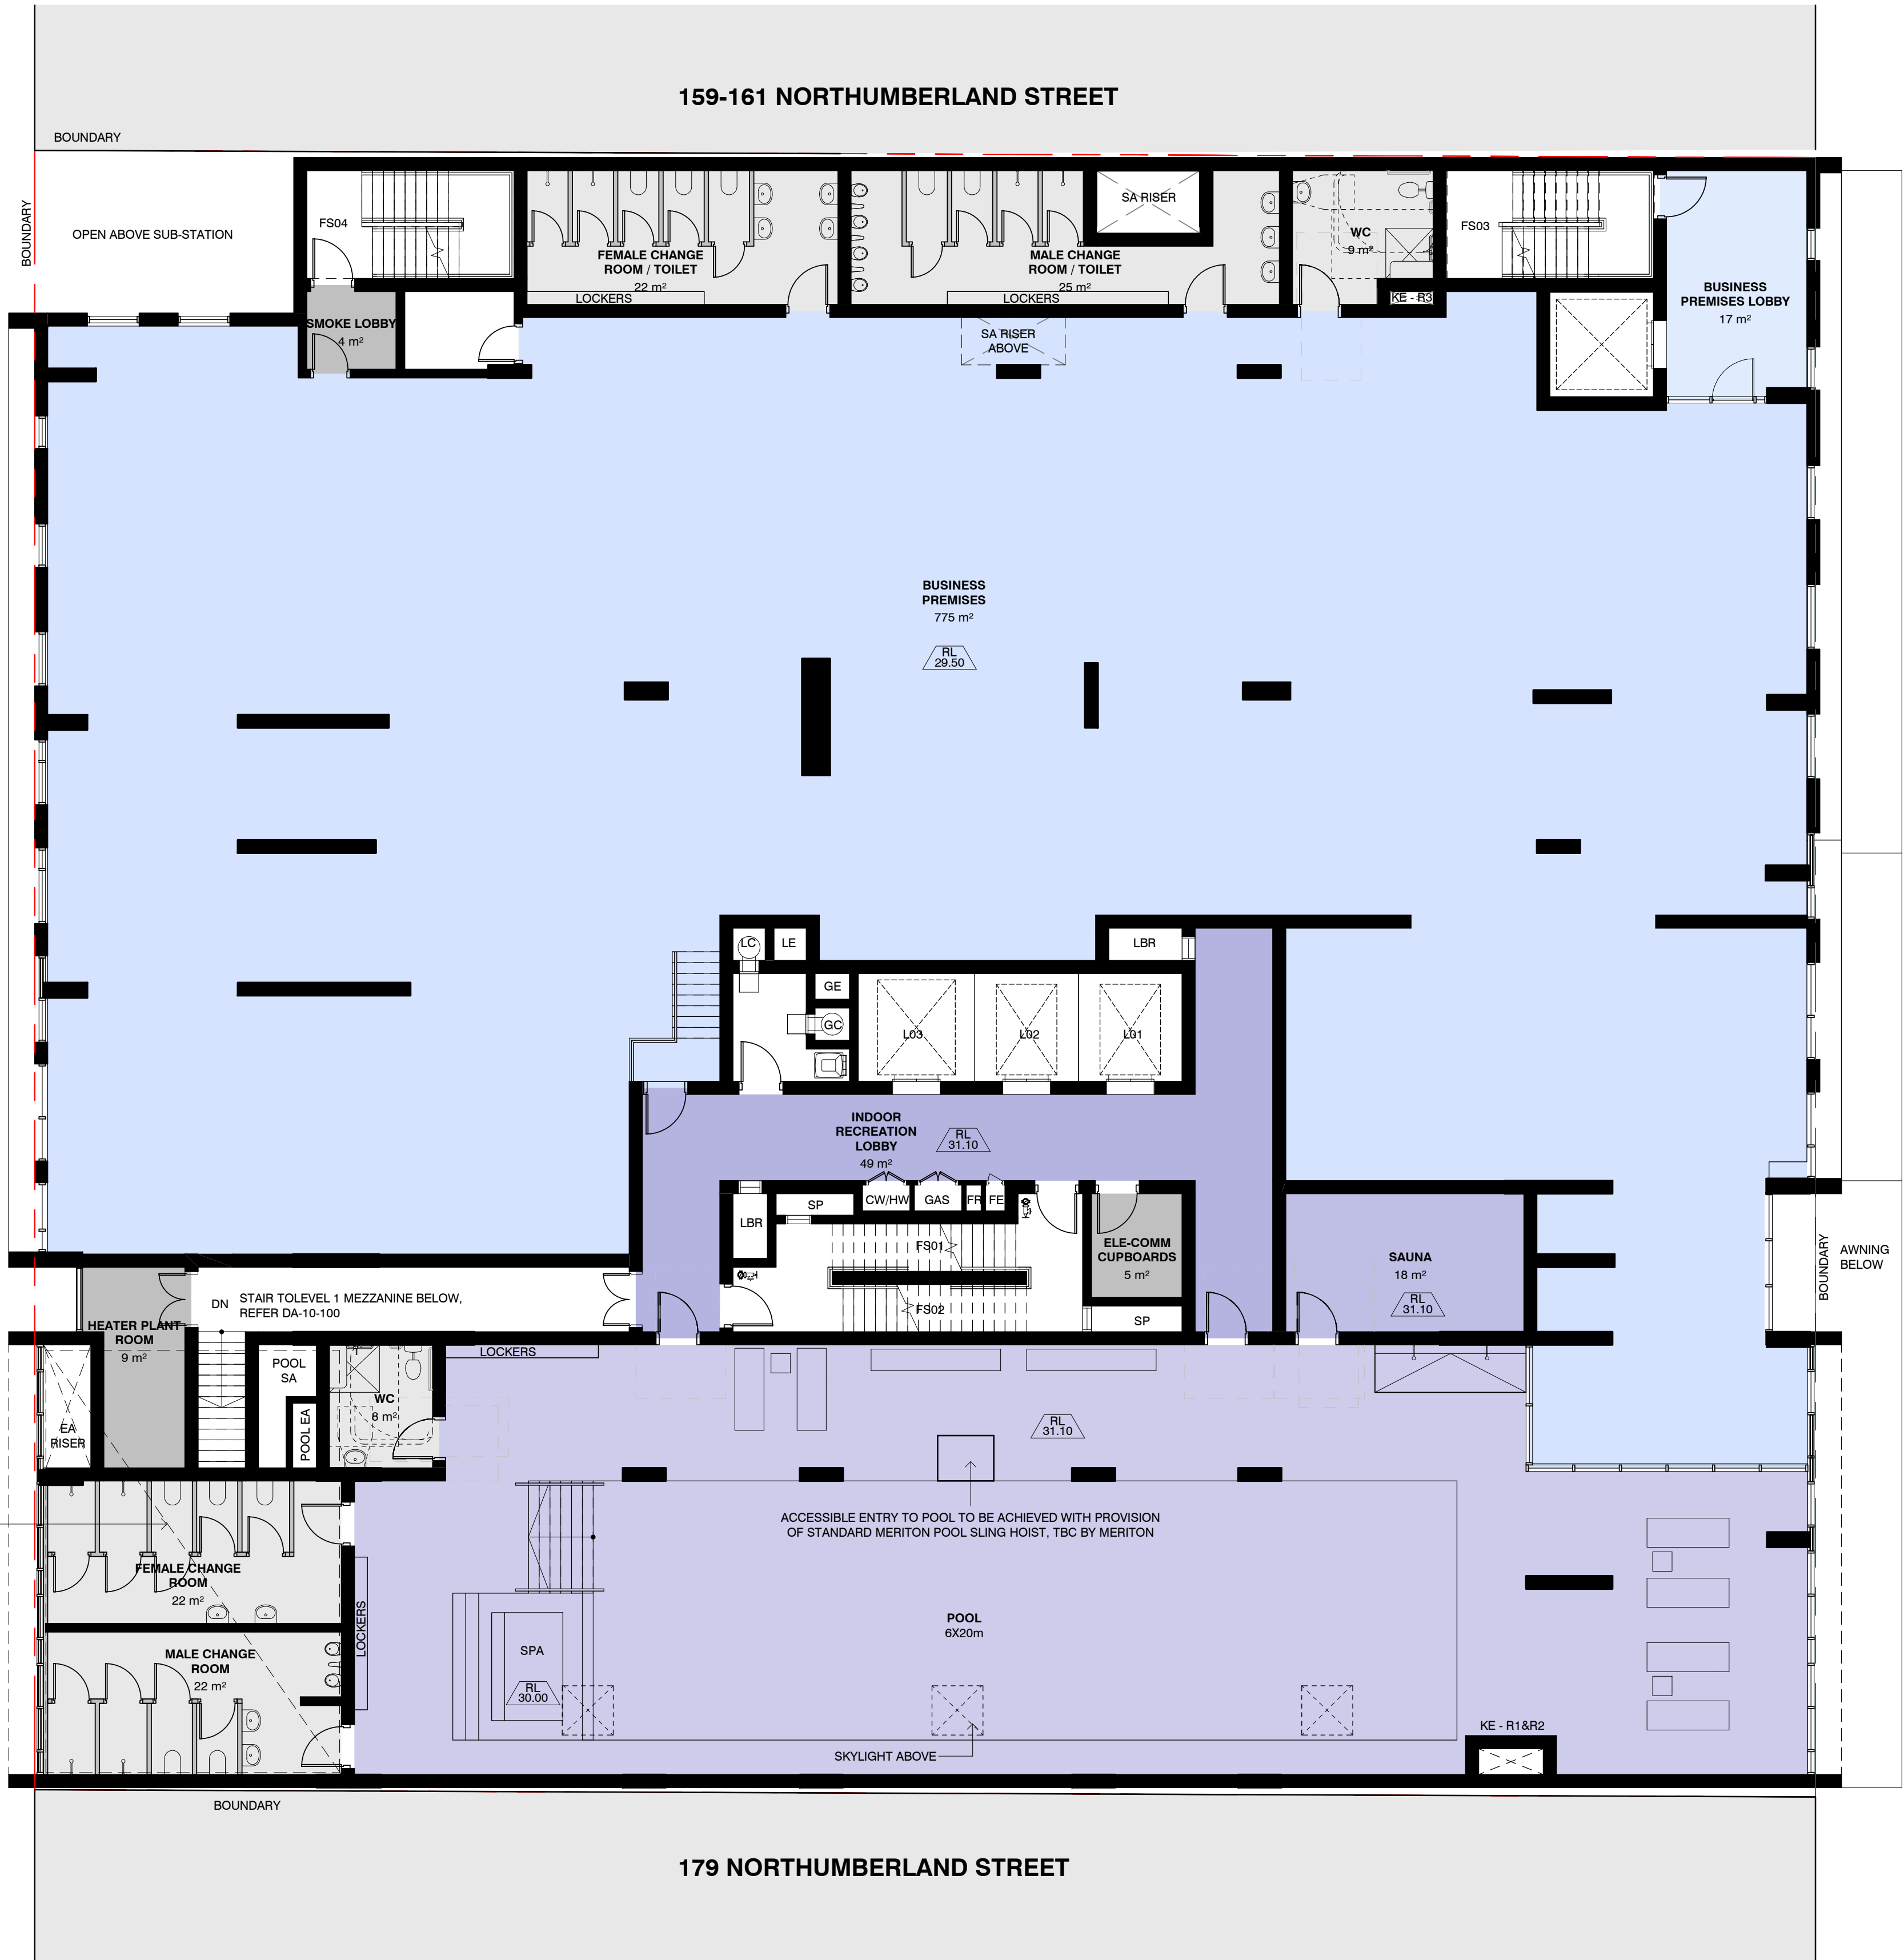 159-161 NORTHUMBERLAND STREET
BOUNDARY
BOUNDARY
OPEN ABOVE SUB-STATION
FS04
FEMALE CHANGE
ROOM / TOILET
22 m²
LOCKERS
MALE CHANGE
ROOM / TOILET
25 m²
LOCKERS
SA RISER
WC
9 m²
KE - R3
FS03
BUSINESS
PREMISES LOBBY
17 m²
SMOKE LOBBY
4 m²
SA RISER
ABOVE
BUSINESS
PREMISES
775 m²
RL
29.50
LC
LE
LBR
GE
GC
L03
L02
L01
INDOOR
RECREATION
LOBBY
49 m²
RL
31.10
LBR
SP
CW/HW
GAS
FR
FE
FS01
FS02
ELE-COMM
CUPBOARDS
5 m²
SP
SAUNA
18 m²
RL
31.10
BOUNDARY
AWNING
BELOW
DN
STAIR TOLEVEL 1 MEZZANINE BELOW,
REFER DA-10-100
HEATER PLANT
ROOM
9 m²
EA
RISER
POOL
SA
POOL EA
WC
8 m²
LOCKERS
RL
31.10
ACCESSIBLE ENTRY TO POOL TO BE ACHIEVED WITH PROVISION
OF STANDARD MERITON POOL SLING HOIST, TBC BY MERITON
FEMALE CHANGE
ROOM
22 m²
LOCKERS
MALE CHANGE
ROOM
22 m²
SPA
RL
30.00
POOL
6X20m
SKYLIGHT ABOVE
KE - R1&R2
BOUNDARY
179 NORTHUMBERLAND STREET